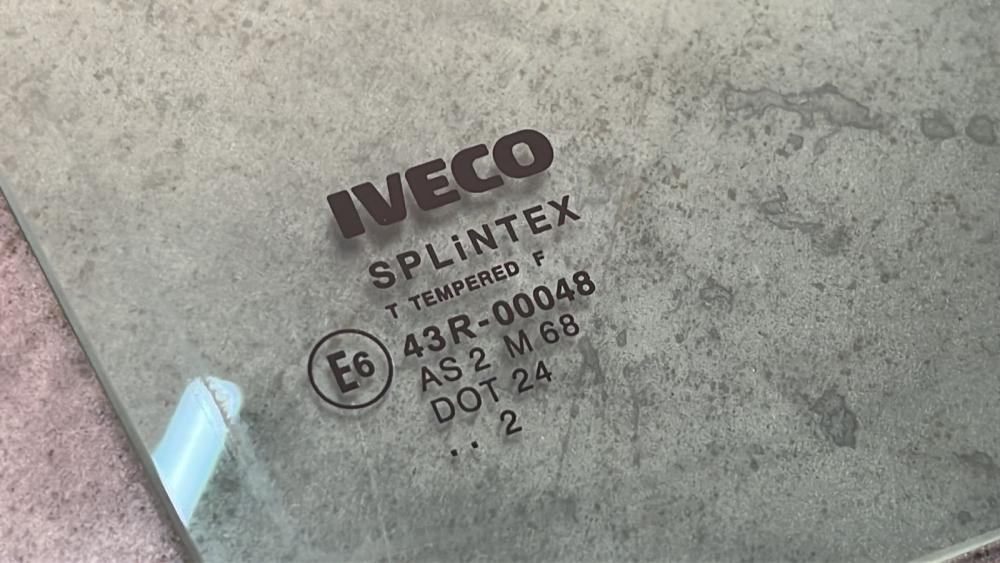 IVECO
SPLiNTEX
T TEMPERED F
E6
43R-00048
AS 2 M 68
DOT 24
.. 2